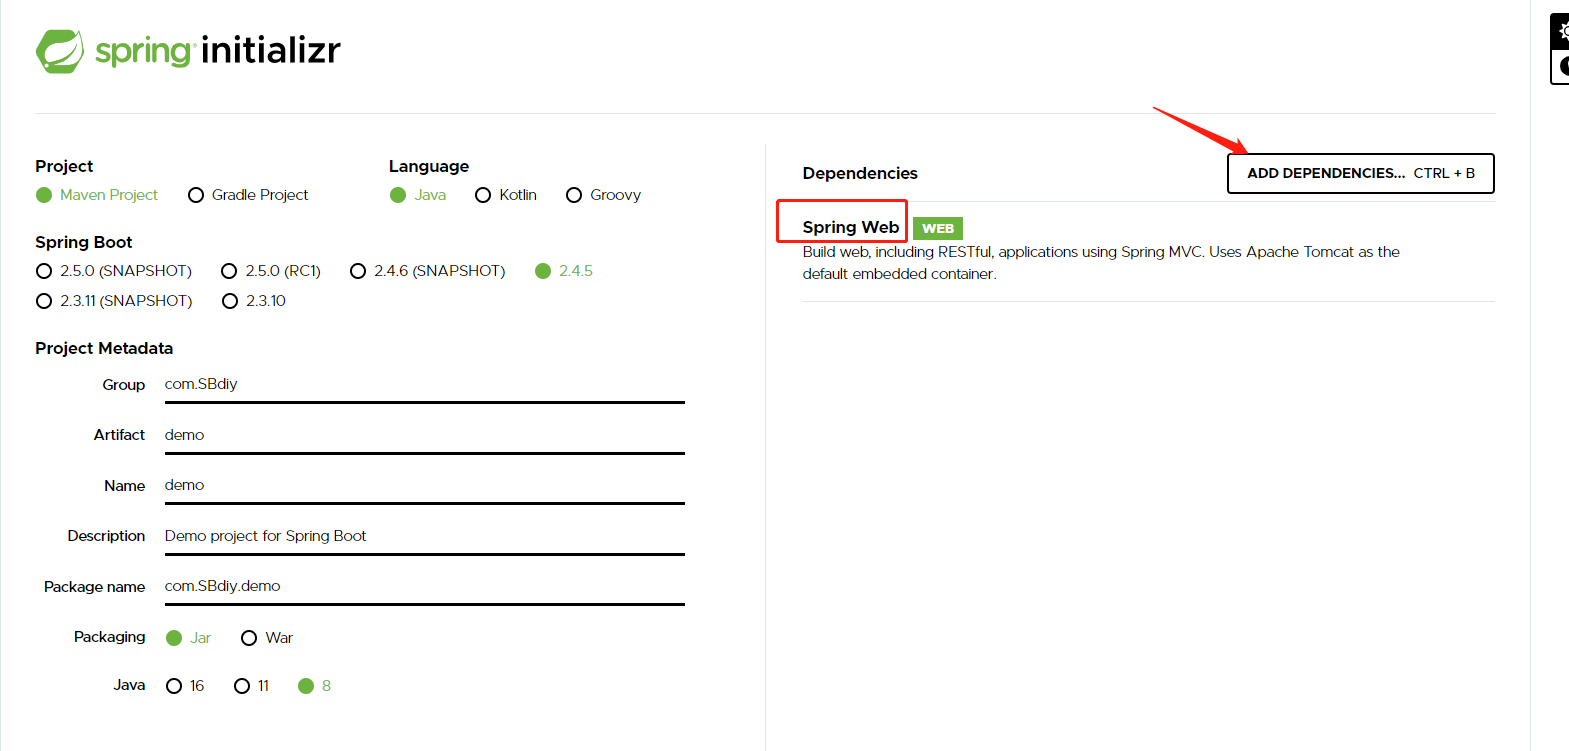 spring initializr
Project
Maven Project Gradle Project
Language
Java Kotlin Groovy
Spring Boot
2.5.0 (SNAPSHOT) 2.5.0 (RC1) 2.4.6 (SNAPSHOT) 2.4.5
2.3.11 (SNAPSHOT) 2.3.10
Project Metadata
Group com.SBdiy
Artifact demo
Name demo
Description Demo project for Spring Boot
Package name com.SBdiy.demo
Packaging Jar War
Java 16 11 8
Dependencies
ADD DEPENDENCIES... CTRL + B
Spring Web WEB
Build web, including RESTful, applications using Spring MVC. Uses Apache Tomcat as the
default embedded container.